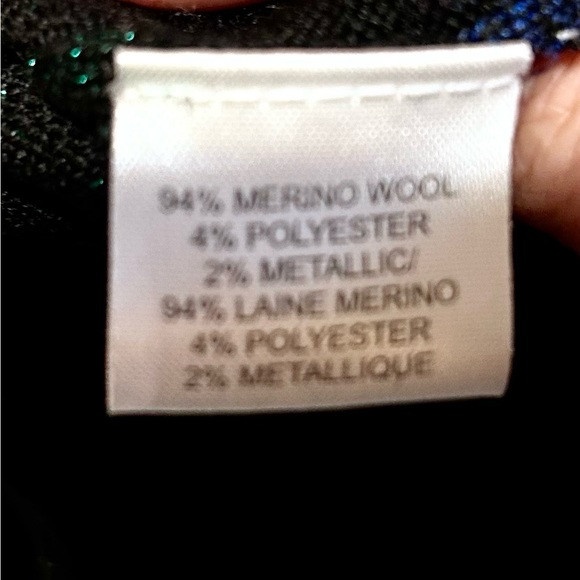 94% MERINO WOOL
4% POLYESTER
2% METALLIC/
94% LAINE MERINO
4% POLYESTER
2% METALLIQUE